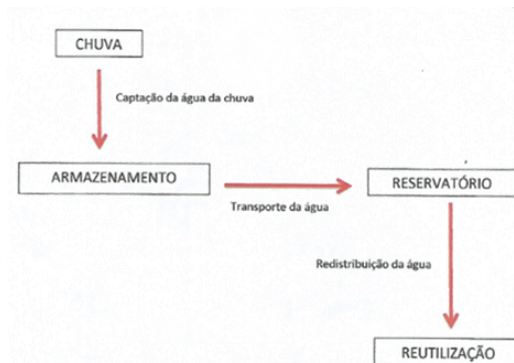 CHUVA
Captação da água da chuva
ARMAZENAMENTO
RESERVATÓRIO
Transporte da água
Redistribuição da água
REUTILIZAÇÃO